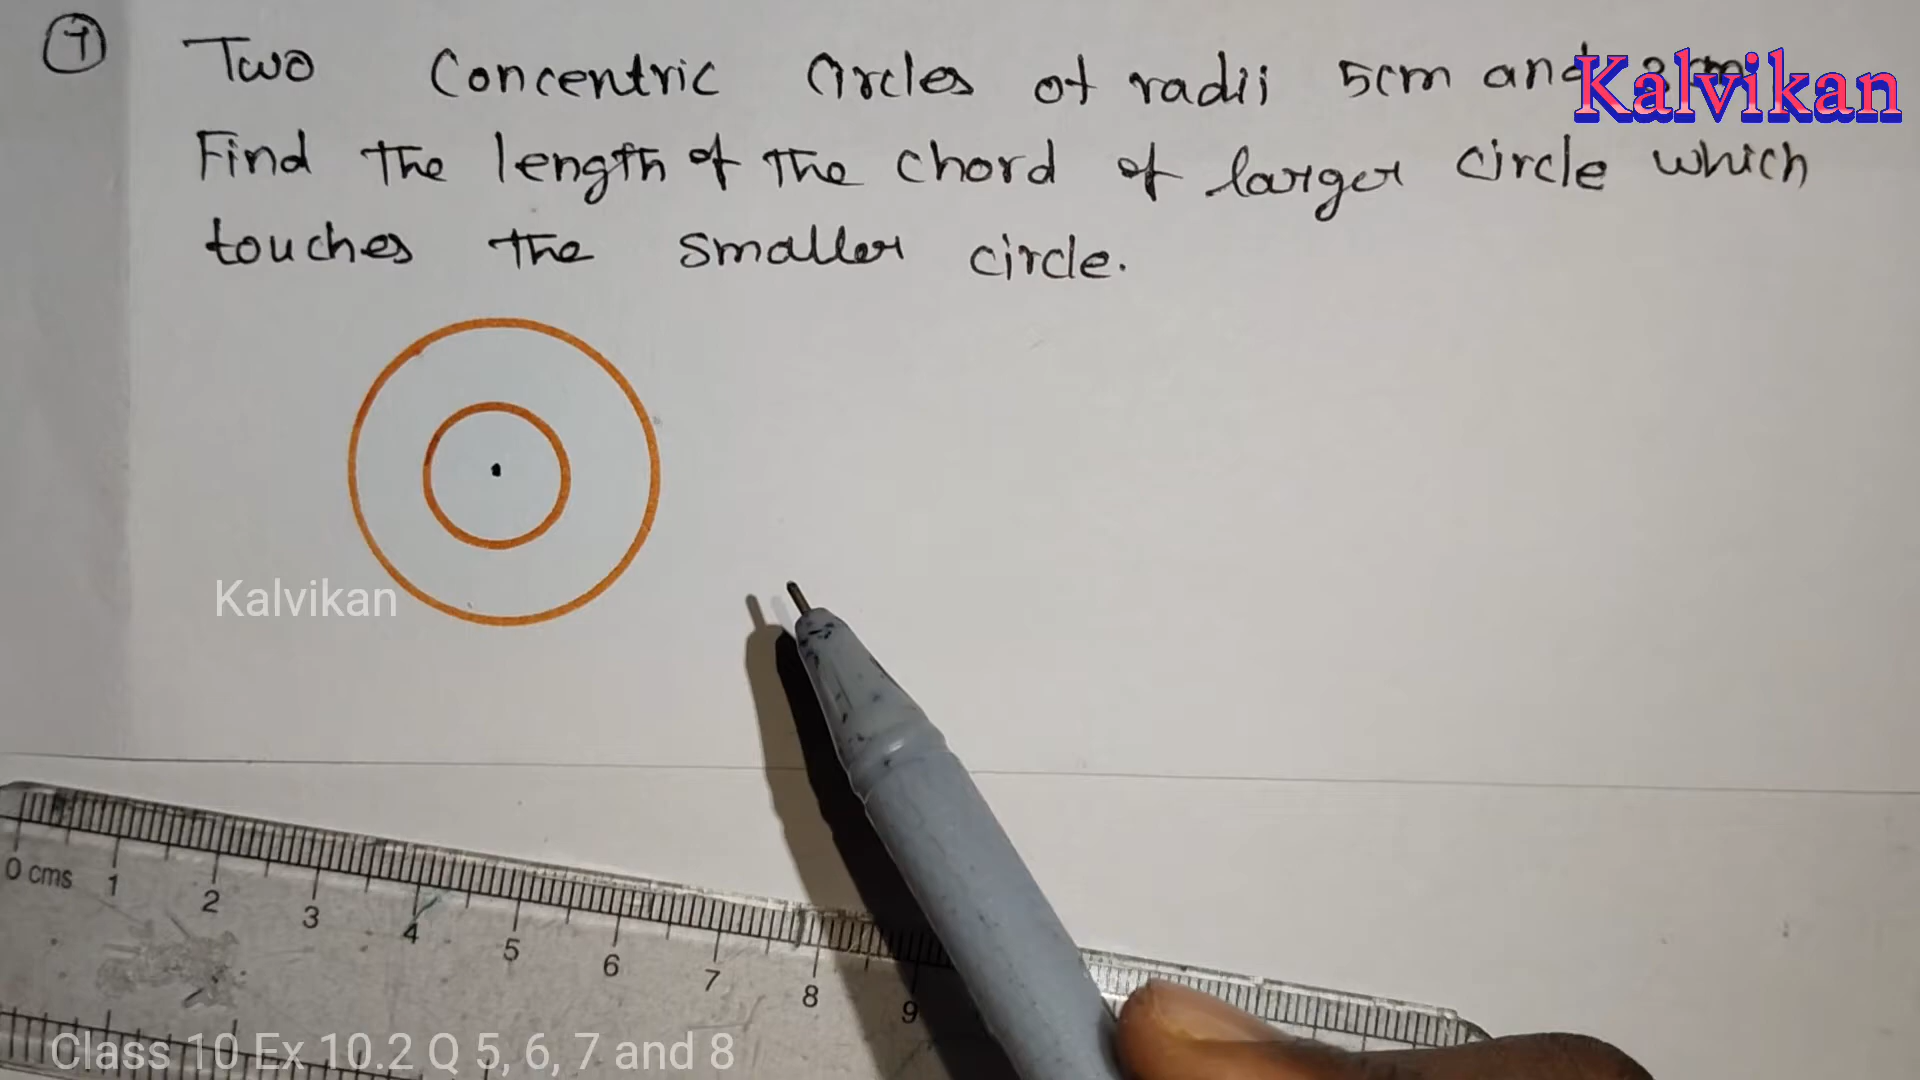 7 Two Concentric Circles of radii 5cm and
Kalvikan
Find the length of the chord of larger circle which
touches the smaller circle.
Kalvikan
0 cms 1 2 3 4 5 6 7 8 9
Class 10 Ex 10.2 Q 5, 6, 7 and 8